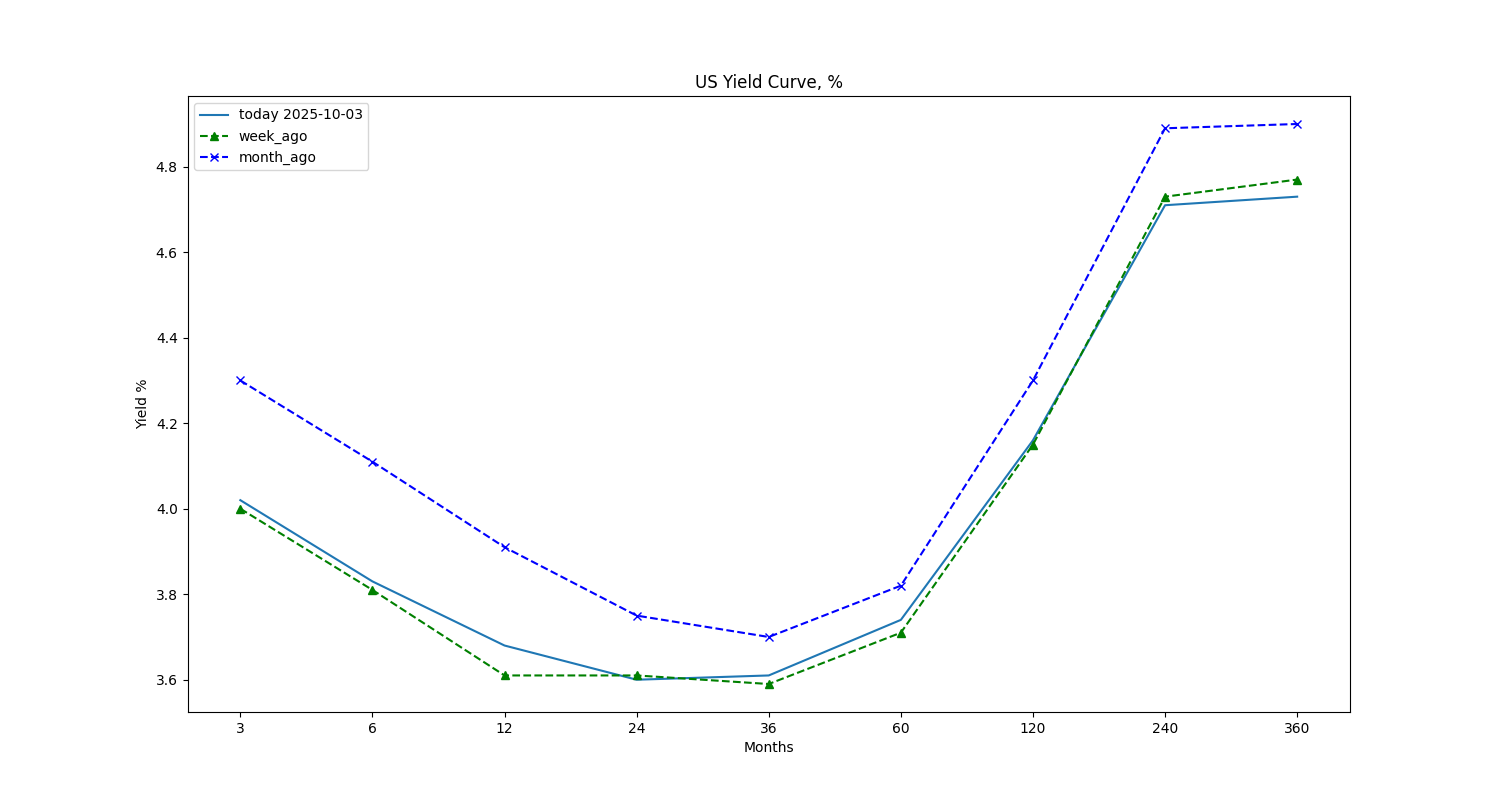 US Yield Curve, %
today 2025-10-03
week_ago
month_ago
4.8
4.6
4.4
4.2
4.0
3.8
3.6
Yield %
3 6 12 24 36 60 120 240 360
Months